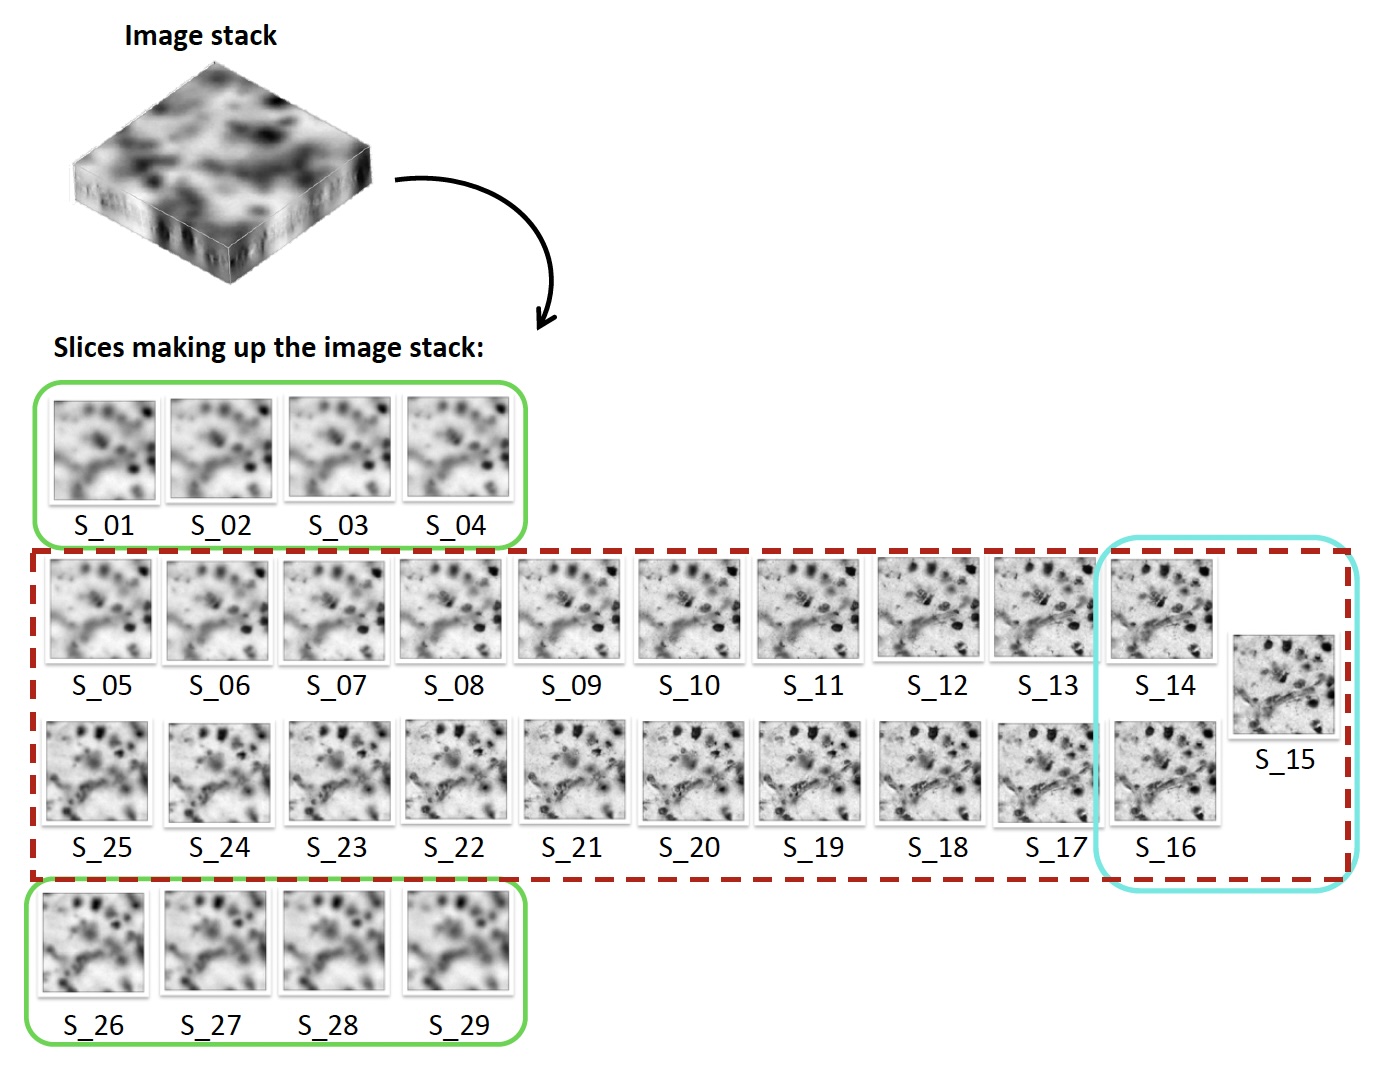 Image stack
Slices making up the image stack:
S_01 S_02 S_03 S_04
S_05 S_06 S_07 S_08 S_09 S_10 S_11 S_12 S_13 S_14
S_15
S_25 S_24 S_23 S_22 S_21 S_20 S_19 S_18 S_17 S_16
S_26 S_27 S_28 S_29